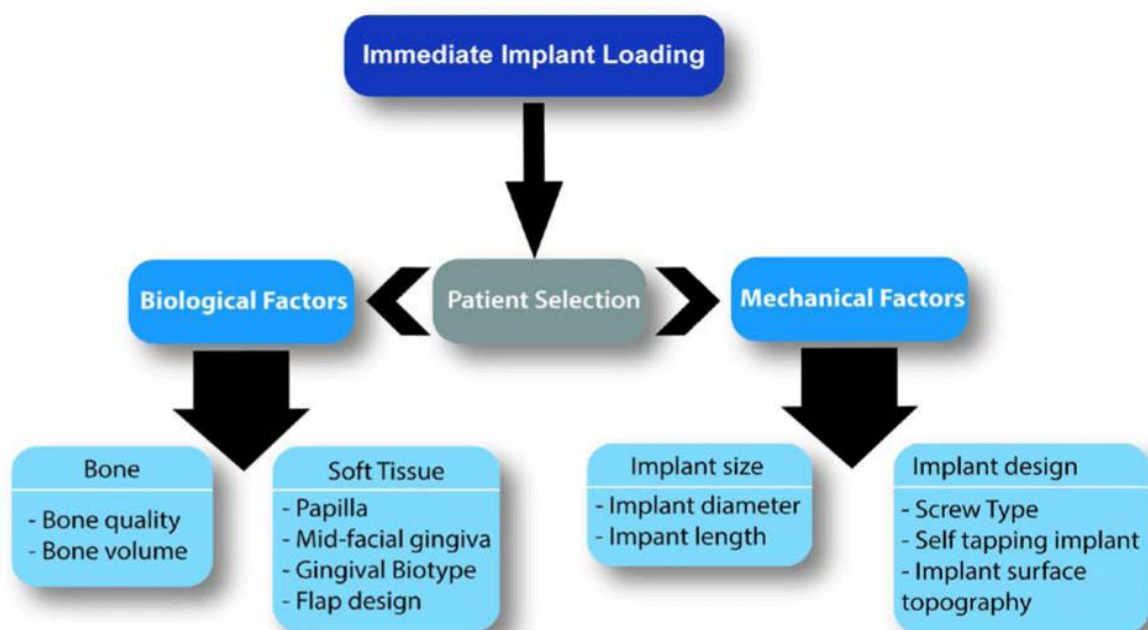 Immediate Implant Loading
Biological Factors
Patient Selection
Mechanical Factors
Bone
- Bone quality
- Bone volume
Soft Tissue
- Papilla
- Mid-facial gingiva
- Gingival Biotype
- Flap design
Implant size
- Implant diameter
- Impant length
Implant design
- Screw Type
- Self tapping implant
- Implant surface
topography